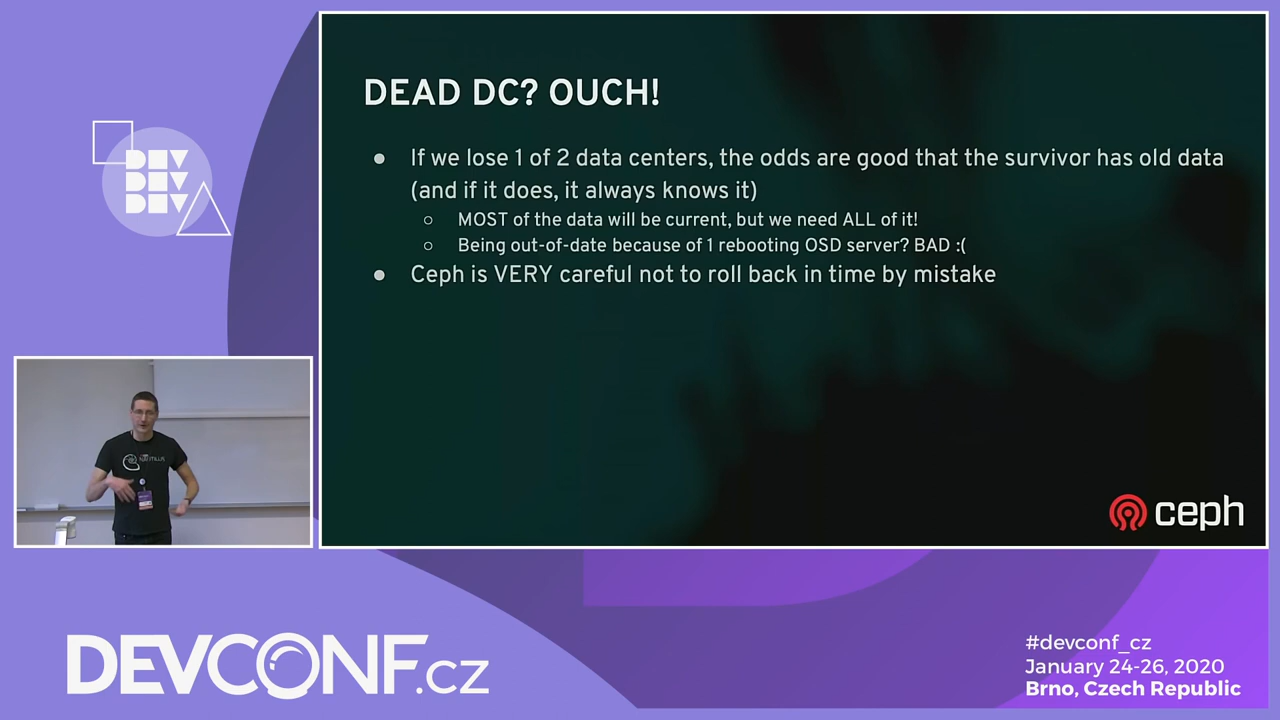 DEAD DC? OUCH!
If we lose 1 of 2 data centers, the odds are good that the survivor has old data
(and if it does, it always knows it)
MOST of the data will be current, but we need ALL of it!
Being out-of-date because of 1 rebooting OSD server? BAD :(
Ceph is VERY careful not to roll back in time by mistake
ceph
DEV
DEV
DEV
DEVCONF.CZ
#devconf_cz
January 24-26, 2020
Brno, Czech Republic